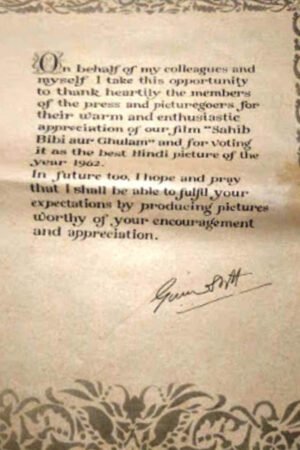 On behalf of my colleagues and
myself I take this opportunity
to thank heartily the members
of the press and picturegoers for
their warm and enthusiastic
appreciation of our film "Sahib
Bibi aur Ghulam" and for voting
it as the best Hindi picture of the
year 1962.
In future too, I hope and pray
that I shall be able to fulfil your
expectations by producing pictures
worthy of your encouragement
and appreciation.
Guru Dutt